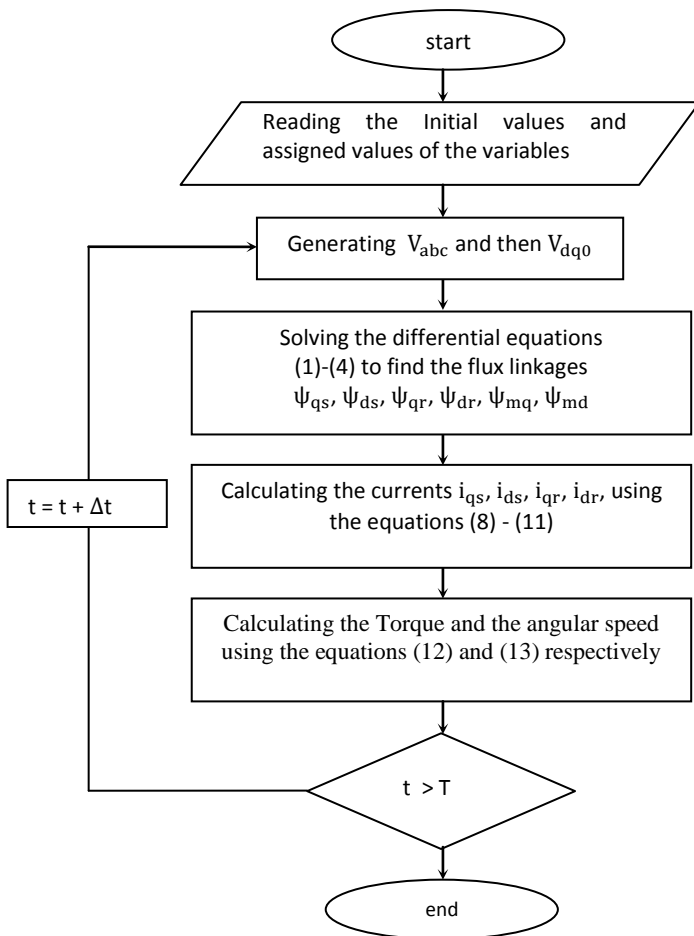 start
Reading the Initial values and
assigned values of the variables
Generating V_abc and then V_dq0
Solving the differential equations
(1)-(4) to find the flux linkages
ψ_qs, ψ_ds, ψ_qr, ψ_dr, ψ_mq, ψ_md
t = t + Δt
Calculating the currents i_qs, i_ds, i_qr, i_dr, using
the equations (8) - (11)
Calculating the Torque and the angular speed
using the equations (12) and (13) respectively
t > T
end